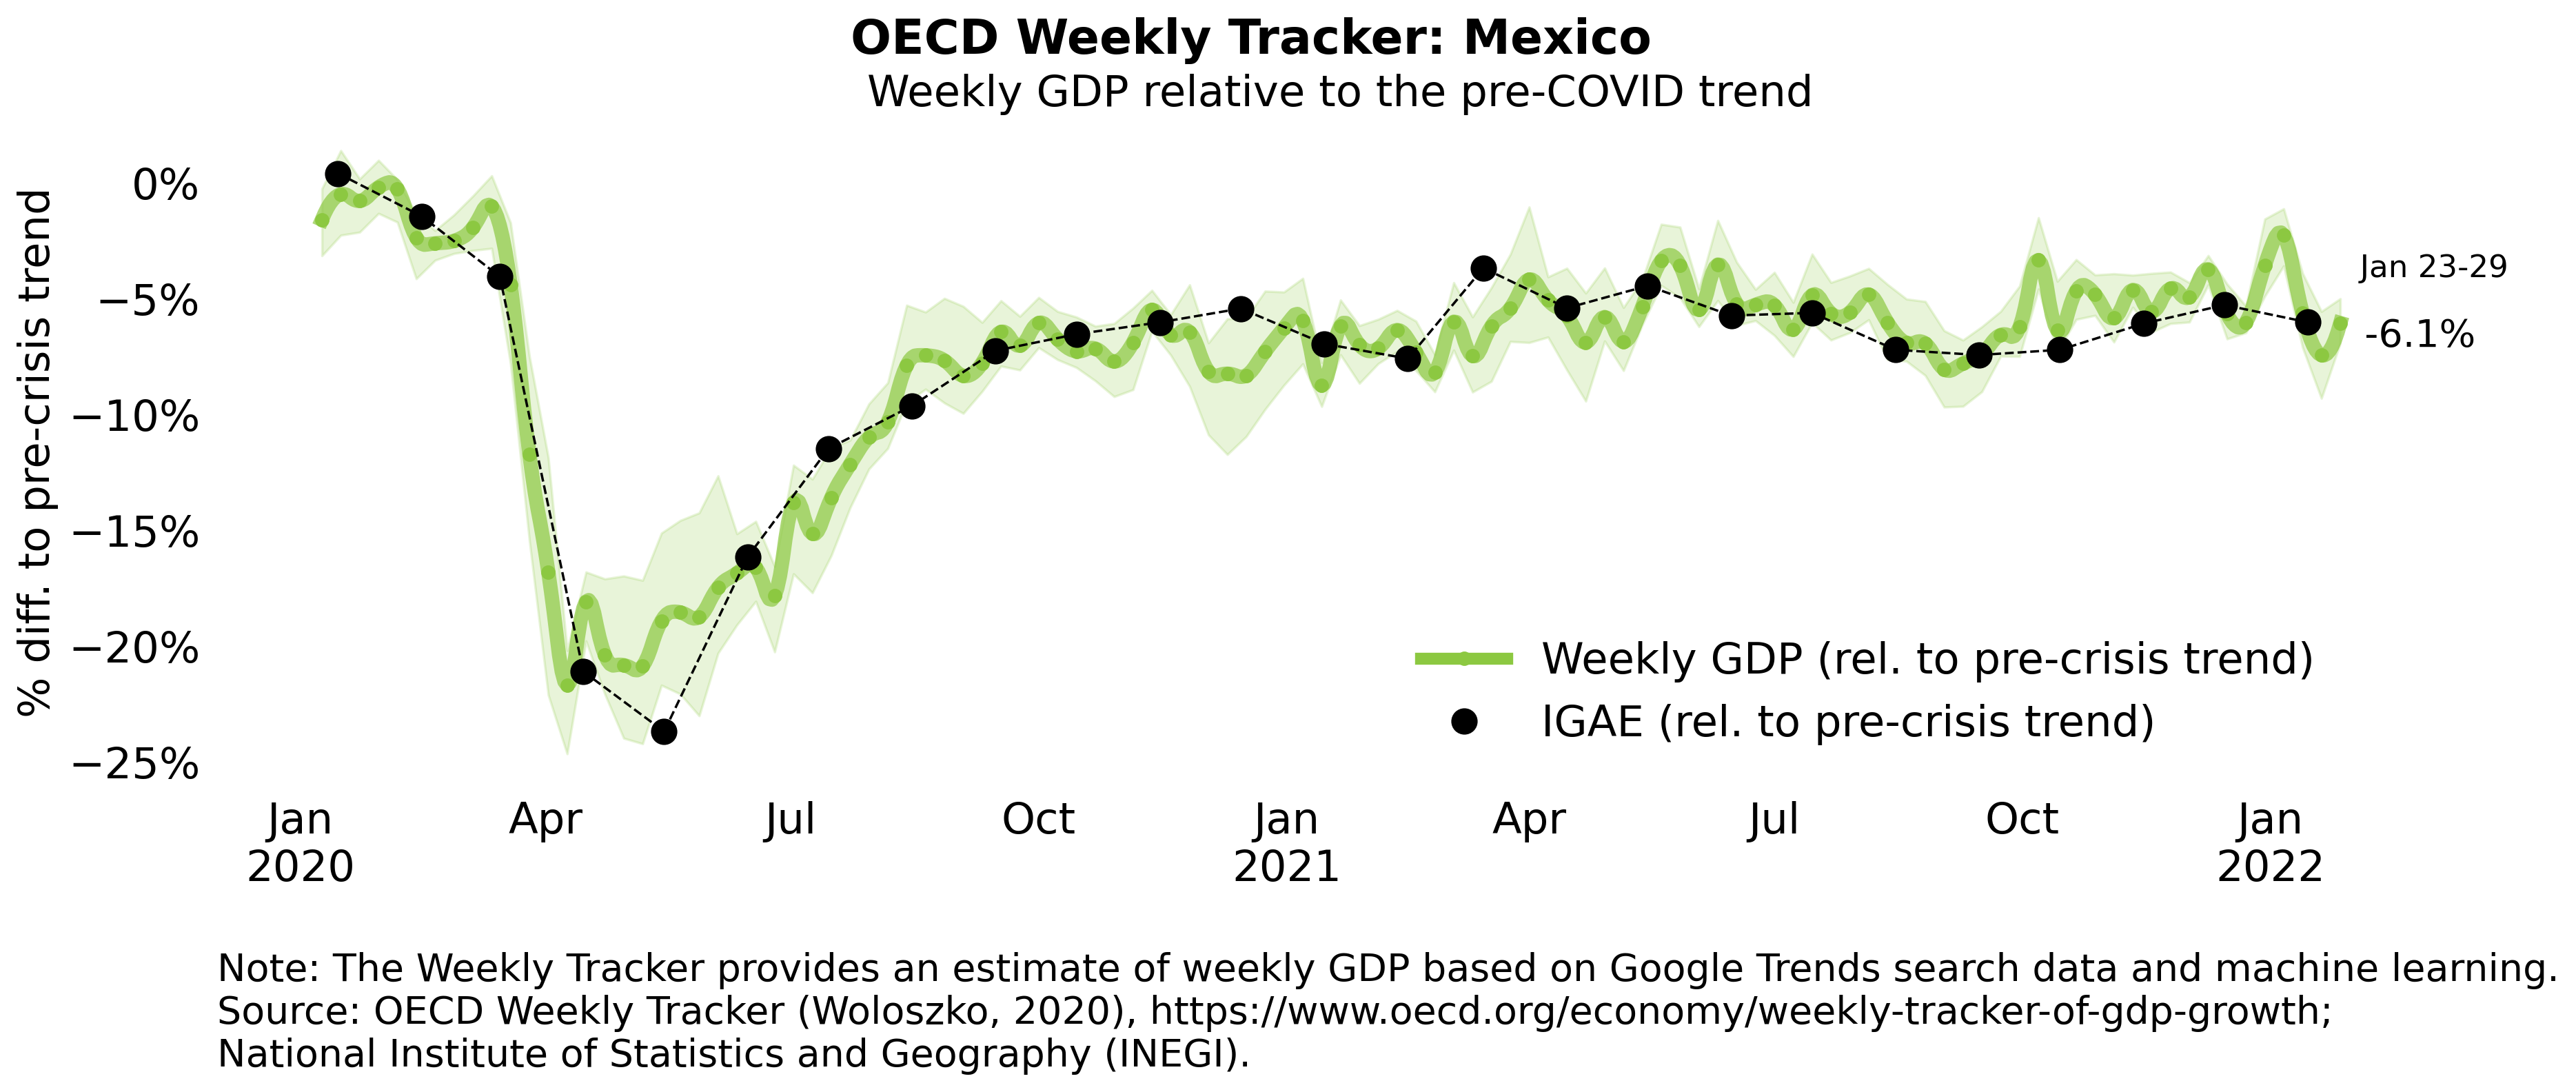 OECD Weekly Tracker: Mexico
Weekly GDP relative to the pre-COVID trend
% diff. to pre-crisis trend
0%
−5%
−10%
−15%
−20%
−25%
Jan 23-29
-6.1%
Weekly GDP (rel. to pre-crisis trend)
IGAE (rel. to pre-crisis trend)
Jan Apr Jul Oct Jan Apr Jul Oct Jan
2020 2021 2022
Note: The Weekly Tracker provides an estimate of weekly GDP based on Google Trends search data and machine learning.
Source: OECD Weekly Tracker (Woloszko, 2020), https://www.oecd.org/economy/weekly-tracker-of-gdp-growth;
National Institute of Statistics and Geography (INEGI).